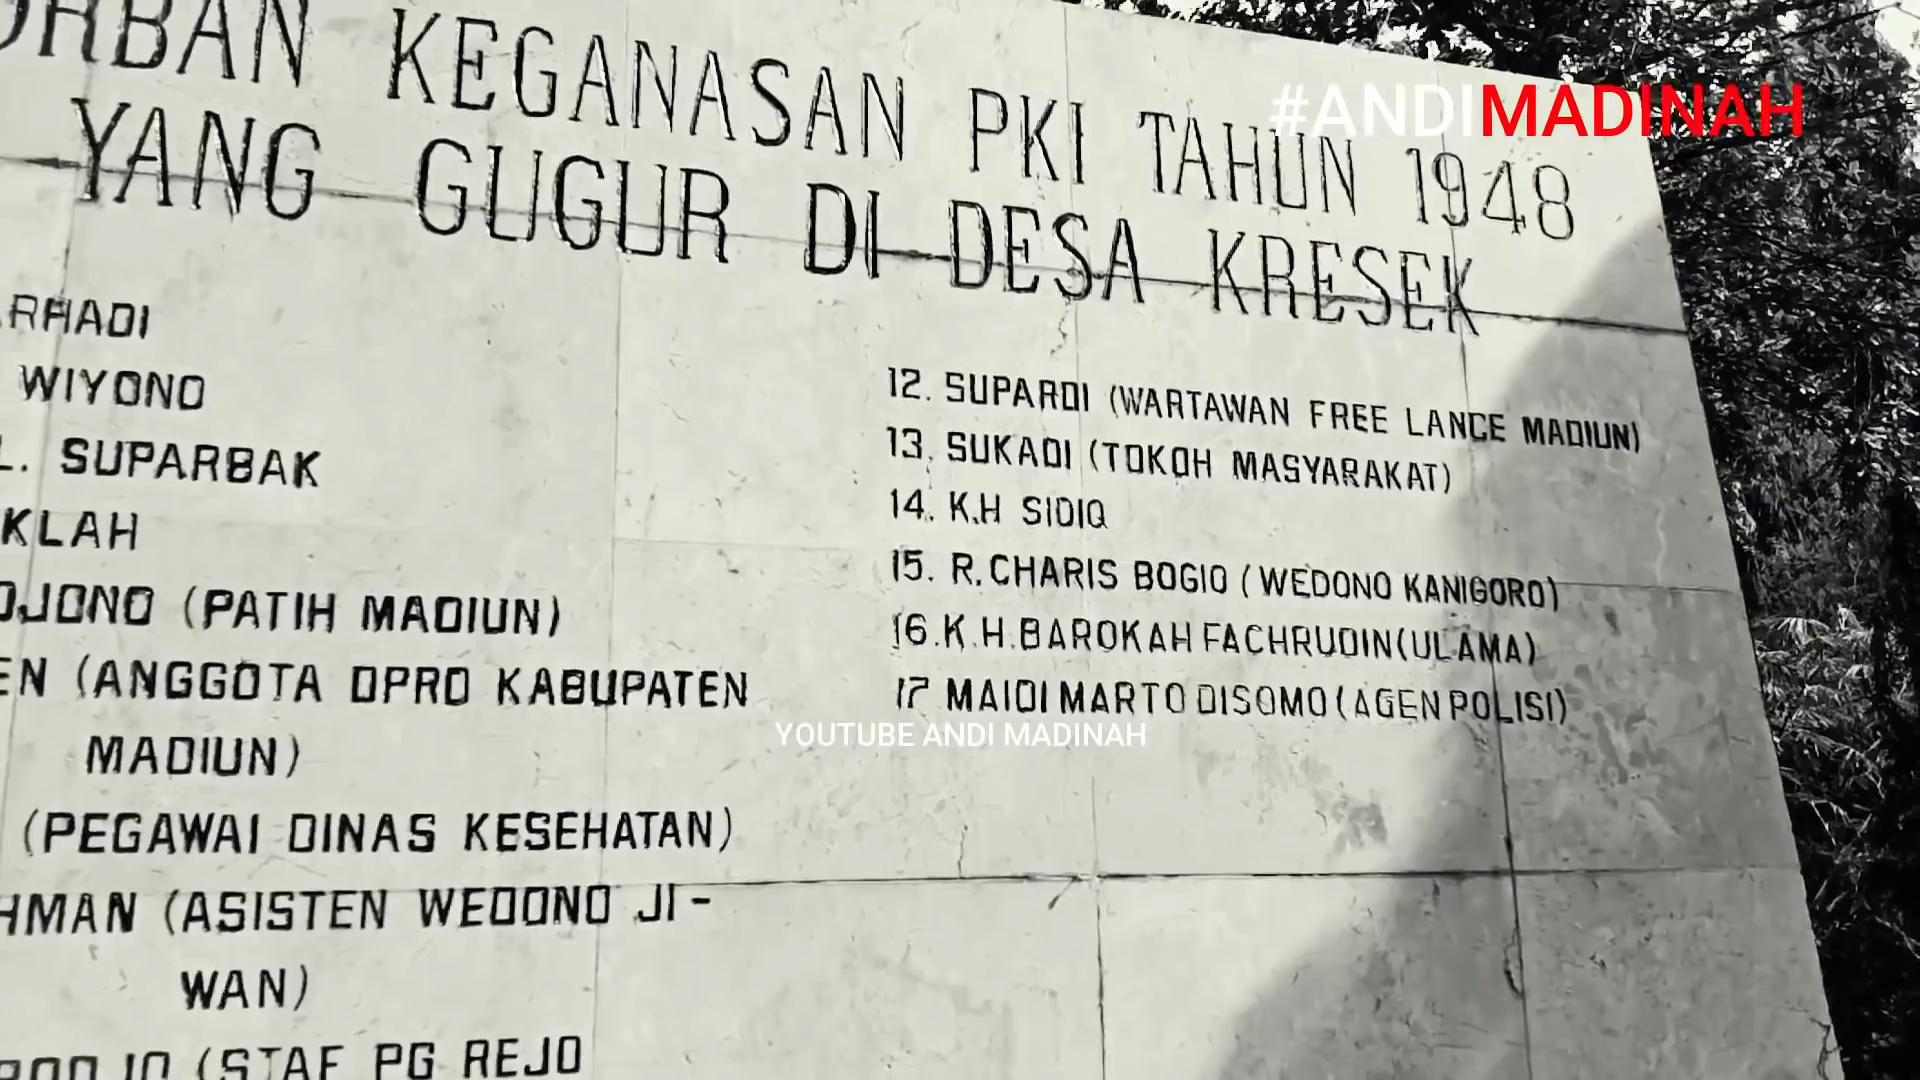 ORBAN KEGANASAN PKI TAHUN 1948
YANG GUGUR DI DESA KRESEK
#ANDIMADINAH
RHADI
WIYONO
L. SUPARBAK
KLAH
OJONO (PATIH MADIUN)
EN (ANGGOTA DPRD KABUPATEN
MADIUN)
(PEGAWAI DINAS KESEHATAN)
HMAN (ASISTEN WEDONO JI-
WAN)
(STAF PG REJO
12. SUPARDI (WARTAWAN FREE LANCE MADIUN)
13. SUKADI (TOKOH MASYARAKAT)
14. K.H SIDIQ
15. R. CHARIS BOGIO (WEDONO KANIGORO)
16. K.H. BAROKAH FACHRUDIN (ULAMA)
17 MAIDI MARTO DISOMO (AGEN POLISI)
YOUTUBE ANDI MADINAH